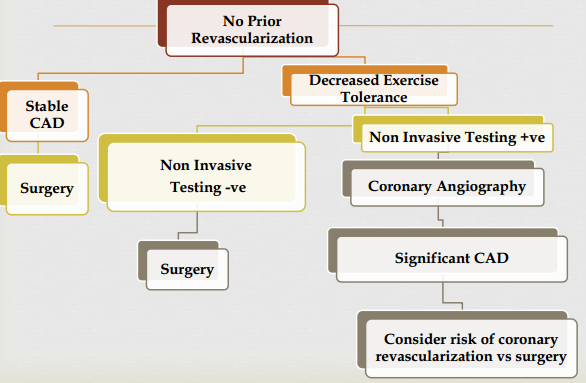 No Prior
Revascularization
Decreased Exercise
Tolerance
Stable
CAD
Non Invasive Testing +ve
Non Invasive
Testing -ve
Surgery
Coronary Angiography
Surgery
Significant CAD
Consider risk of coronary
revascularization vs surgery